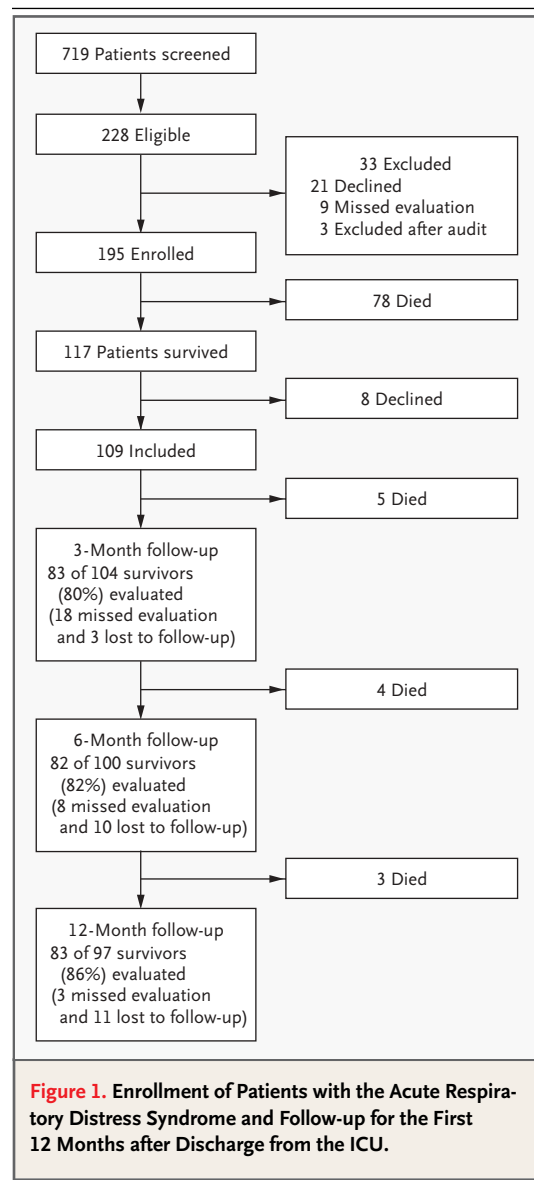 719 Patients screened
228 Eligible
33 Excluded
21 Declined
9 Missed evaluation
3 Excluded after audit
195 Enrolled
78 Died
117 Patients survived
8 Declined
109 Included
5 Died
3-Month follow-up
83 of 104 survivors
(80%) evaluated
(18 missed evaluation
and 3 lost to follow-up)
4 Died
6-Month follow-up
82 of 100 survivors
(82%) evaluated
(8 missed evaluation
and 10 lost to follow-up)
3 Died
12-Month follow-up
83 of 97 survivors
(86%) evaluated
(3 missed evaluation
and 11 lost to follow-up)
Figure 1. Enrollment of Patients with the Acute Respira-
tory Distress Syndrome and Follow-up for the First
12 Months after Discharge from the ICU.